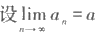 设 lim a_n = a
n→∞